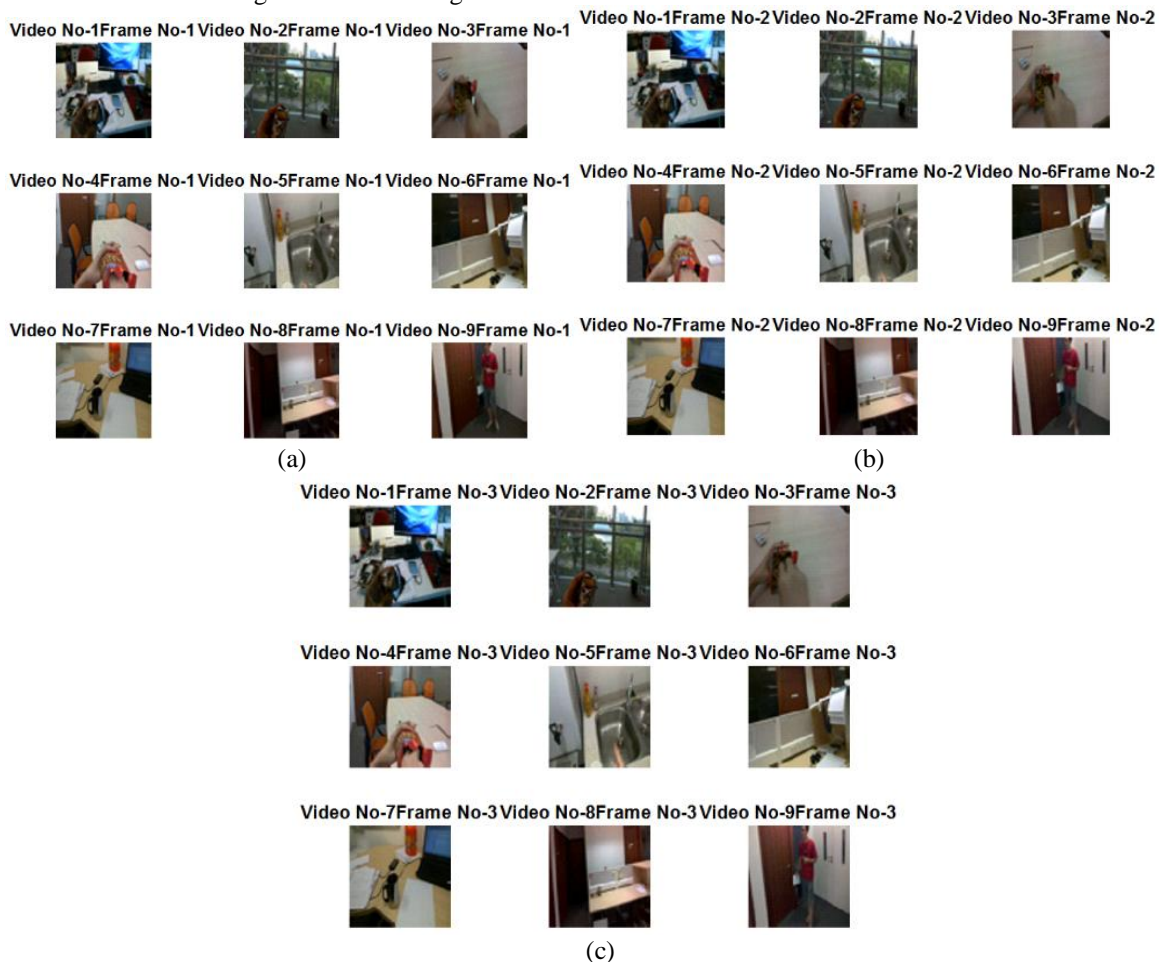 Video No-1Frame No-1 Video No-2Frame No-1 Video No-3Frame No-1
Video No-4Frame No-1 Video No-5Frame No-1 Video No-6Frame No-1
Video No-7Frame No-1 Video No-8Frame No-1 Video No-9Frame No-1
(a)
Video No-1Frame No-2 Video No-2Frame No-2 Video No-3Frame No-2
Video No-4Frame No-2 Video No-5Frame No-2 Video No-6Frame No-2
Video No-7Frame No-2 Video No-8Frame No-2 Video No-9Frame No-2
(b)
Video No-1Frame No-3 Video No-2Frame No-3 Video No-3Frame No-3
Video No-4Frame No-3 Video No-5Frame No-3 Video No-6Frame No-3
Video No-7Frame No-3 Video No-8Frame No-3 Video No-9Frame No-3
(c)